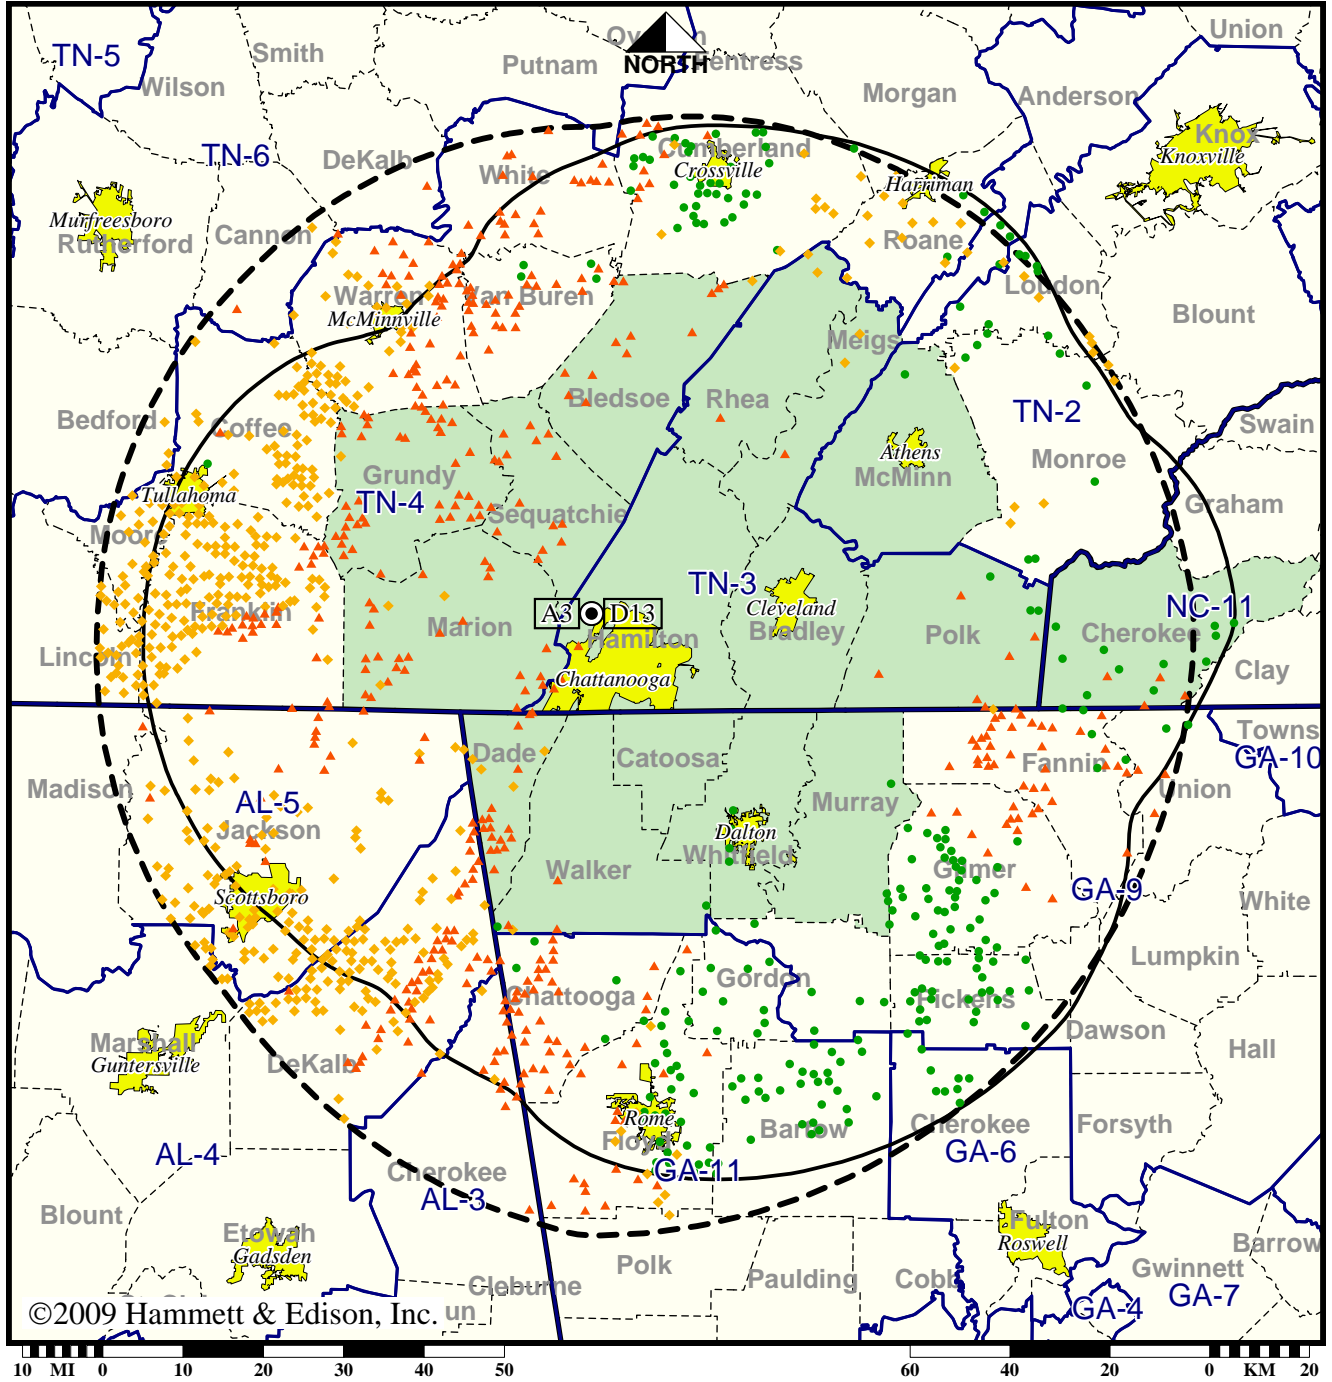 TN-5
Smith
Wilson
Putnam
NORTH
Fentress
Union
Morgan
Anderson
Knox
Knoxville
TN-6
DeKalb
White
Cumberland
Crossville
Harriman
Murfreesboro
Rutherford
Cannon
Roane
Loudon
Blount
Warren
McMinnville
Van Buren
Meigs
Bedford
Coffee
Bledsoe
Rhea
TN-2
Swain
Athens
McMinn
Monroe
Grundy
TN-4
Tullahoma
Sequatchie
Graham
Moore
Franklin
TN-3
Cleveland
Bradley
A3
D13
Hamilton
Marion
Polk
NC-11
Cherokee
Lincoln
Chattanooga
Clay
Dade
Catoosa
Towns
GA-10
Madison
AL-5
Jackson
Murray
Fannin
Union
Dalton
Whitfield
Walker
Gilmer
GA-9
White
Scottsboro
Lumpkin
Chattooga
Gordon
Pickens
Dawson
Hall
Marshall
Guntersville
DeKalb
Rome
Floyd
Bartow
Cherokee
GA-6
Forsyth
AL-4
Cherokee
AL-3
GA-11
Blount
Etowah
Gadsden
Fulton
Roswell
Barrow
Polk
Paulding
Cobb
Gwinnett
GA-7
GA-4
Cleburne
©2009 Hammett & Edison, Inc.
10 MI 0 10 20 30 40 50
60 40 20 0 KM 20